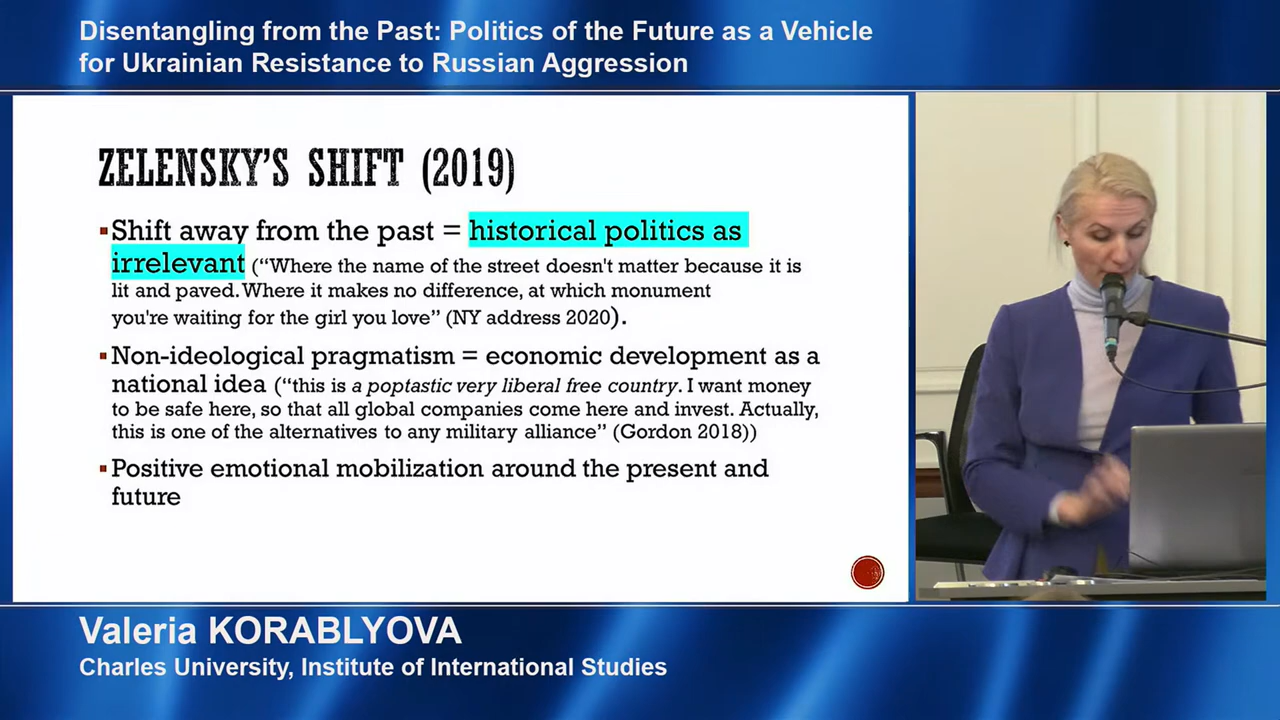 Disentangling from the Past: Politics of the Future as a Vehicle
for Ukrainian Resistance to Russian Aggression
ZELENSKY'S SHIFT (2019)
▪Shift away from the past = historical politics as
irrelevant (“Where the name of the street doesn't matter because it is
lit and paved. Where it makes no difference, at which monument
you're waiting for the girl you love” (NY address 2020).
▪Non-ideological pragmatism = economic development as a
national idea (“this is a poptastic very liberal free country. I want money
to be safe here, so that all global companies come here and invest. Actually,
this is one of the alternatives to any military alliance” (Gordon 2018))
▪Positive emotional mobilization around the present and
future
Valeria KORABLYOVA
Charles University, Institute of International Studies